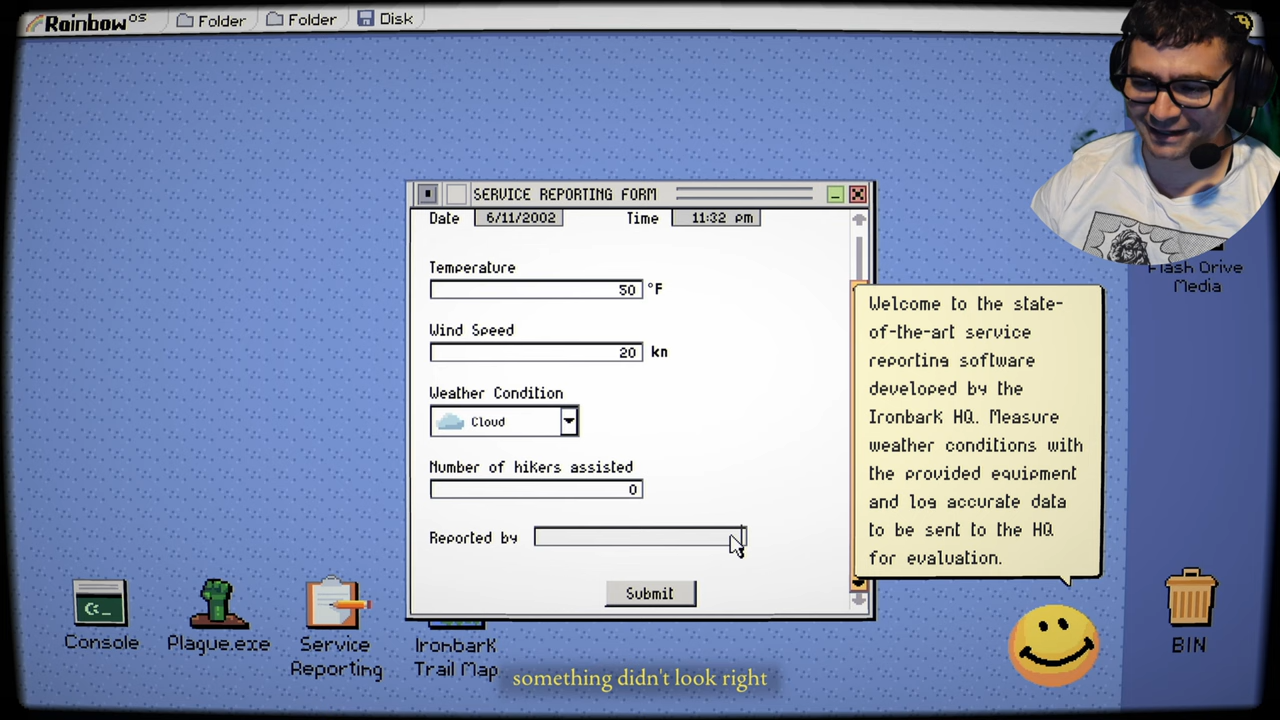 Rainbow OS
Folder
Folder
Disk
SERVICE REPORTING FORM
Date 6/11/2002 Time 11:32 pm
Temperature
50 °F
Wind Speed
20 kn
Weather Condition
Cloud
Number of hikers assisted
0
Reported by
Submit
Flash Drive
Media
Welcome to the state-
of-the-art service
reporting software
developed by the
Ironbark HQ. Measure
weather conditions with
the provided equipment
and log accurate data
to be sent to the HQ
for evaluation.
Console
Plague.exe
Service
Reporting
Ironbark
Trail Map
BIN
something didn't look right